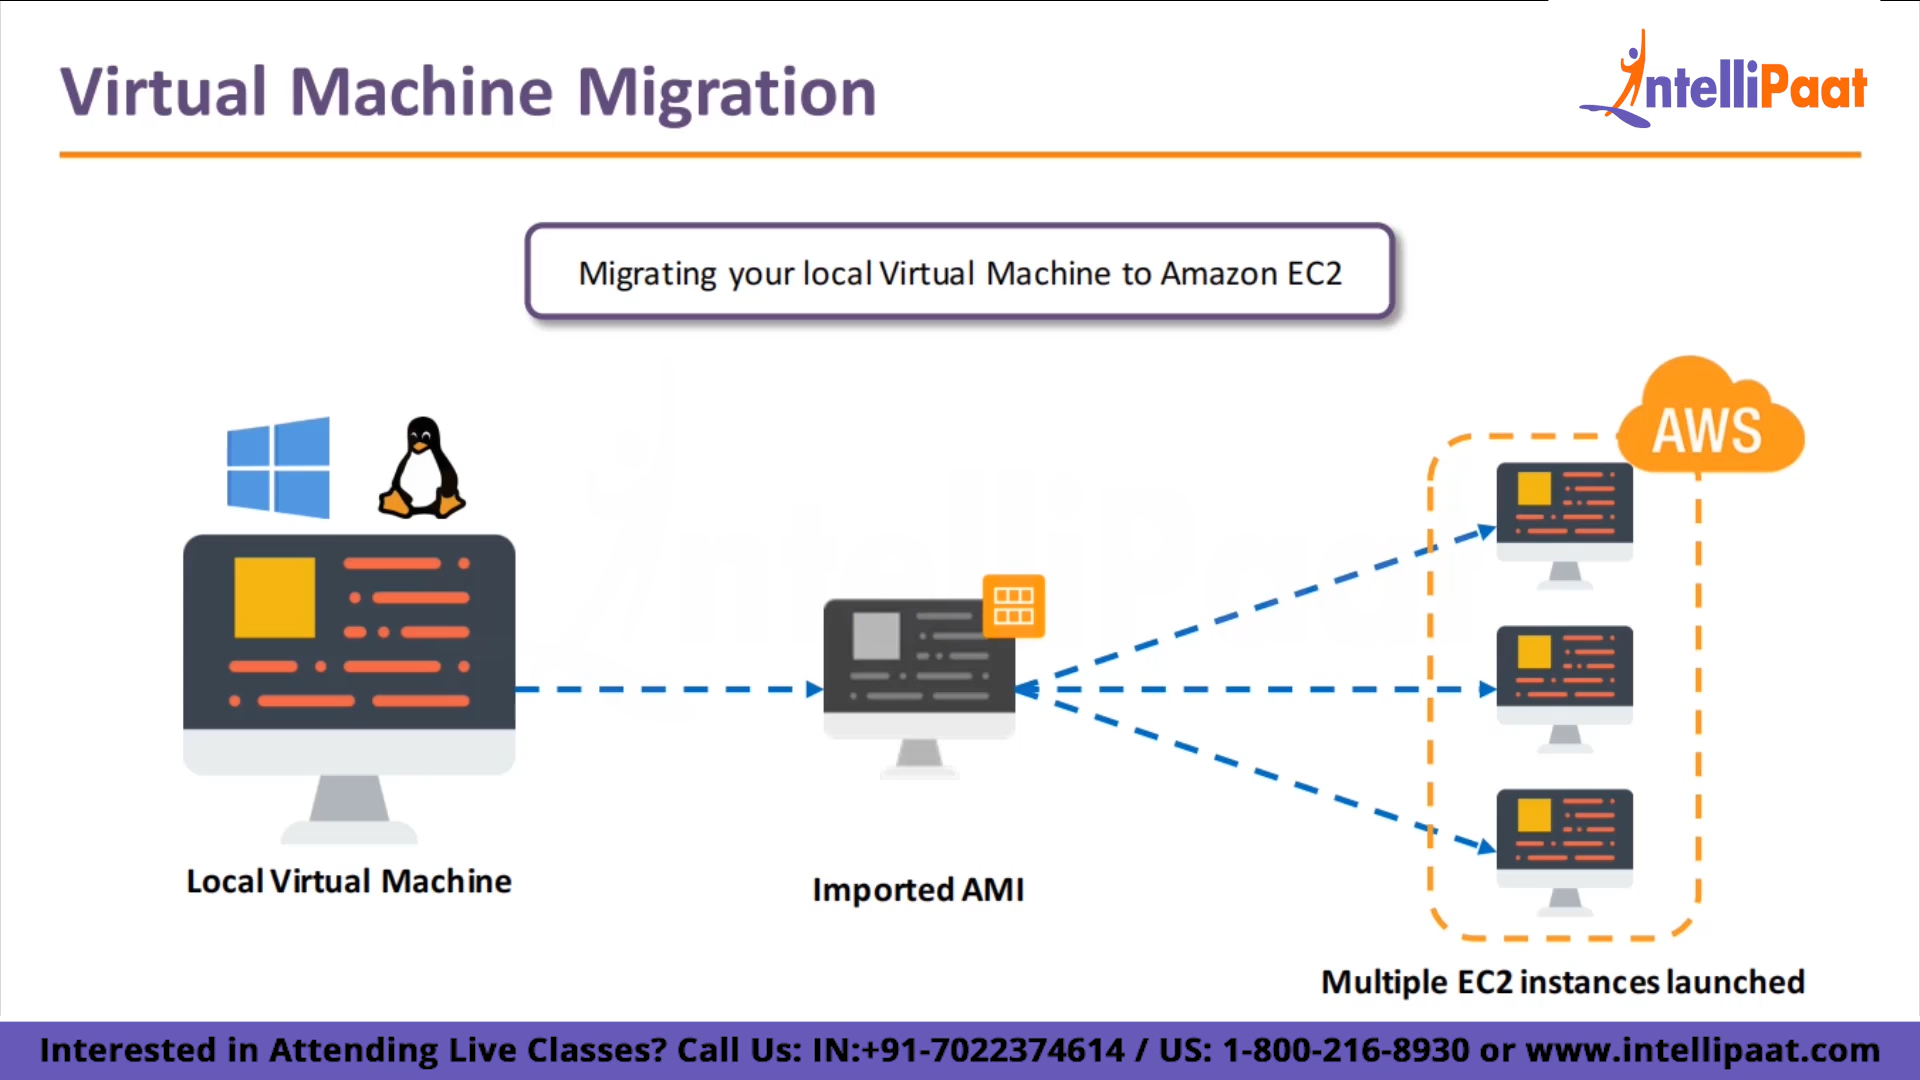 Virtual Machine Migration
IntelliPaat
Migrating your local Virtual Machine to Amazon EC2
AWS
Local Virtual Machine
Imported AMI
Multiple EC2 instances launched
Interested in Attending Live Classes? Call Us: IN:+91-7022374614 / US: 1-800-216-8930 or www.intellipaat.com